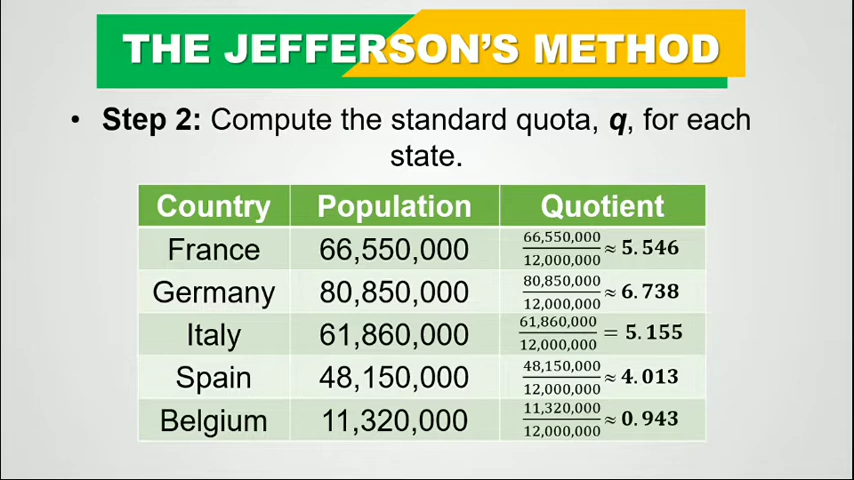 THE JEFFERSON'S METHOD
• Step 2: Compute the standard quota, q, for each
state.
Country Population Quotient
France 66,550,000 66,550,000/12,000,000 ≈ 5.546
Germany 80,850,000 80,850,000/12,000,000 ≈ 6.738
Italy 61,860,000 61,860,000/12,000,000 = 5.155
Spain 48,150,000 48,150,000/12,000,000 ≈ 4.013
Belgium 11,320,000 11,320,000/12,000,000 ≈ 0.943